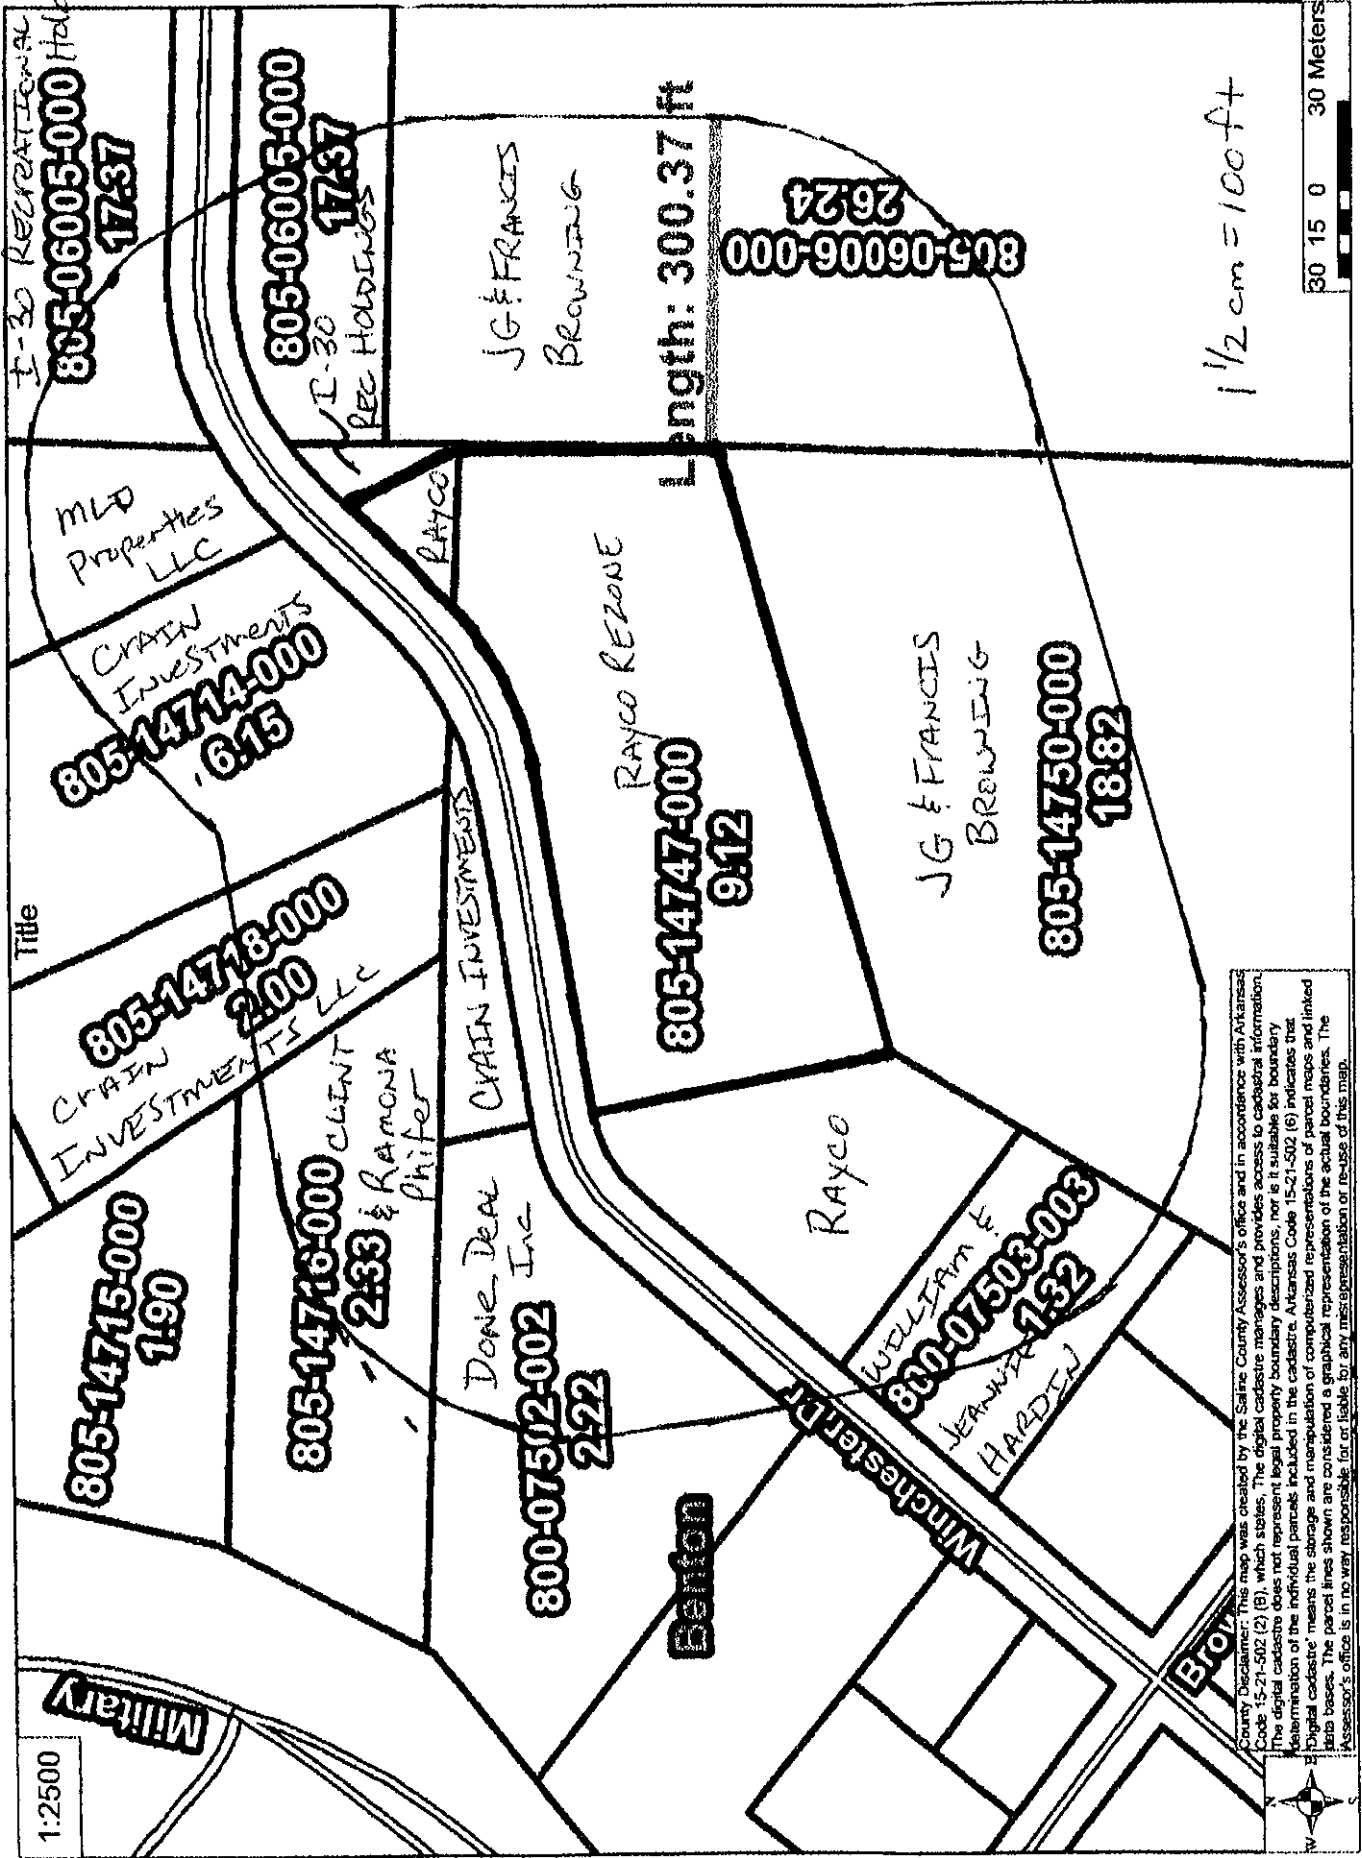 1:2500
Military
Title
805-14715-000
1.90
CrAIN
INVESTMENTS LLC
805-14718-000
2.00
CrAIN
INVESTMENTS
805-14714-000
6.15
MLD
Properties
LLC
I-30 RECREATIONAL
805-06005-000
17.37
805-06005-000
17.37
I-30
REC HOLDINGS
805-14716-000
2.33
CLINT
& RAMONA
Phifer
CrAIN INVESTMENTS
RAYCO
JG & FRANCIS
BROWNING
DONE DEAL
Inc
800-07502-002
2.22
RAYCO REZONE
805-14747-000
9.12
Length: 300.37 ft
805-06006-000
26.24
Benton
Winchester Dr
RAYCO
JG & FrANCIS
BROWNING
805-14750-000
18.82
WILLIAM &
800-07503-003
1.32
JEANNIE
HARDIN
1 1/2 cm = 100 ft
Brow
N
W E
S
County Disclaimer: This map was created by the Saline County Assessor's office and in accordance with Arkansas
Code 15-21-502 (2) (B), which states, The digital cadastre manages and provides access to cadastral information.
The digital cadastre does not represent legal property boundary descriptions, nor is it suitable for boundary
determination of the individual parcels included in the cadastre. Arkansas Code 15-21-502 (6) indicates that
'Digital cadastre' means the storage and manipulation of computerized representations of parcel maps and linked
data bases. The parcel lines shown are considered a graphical representation of the actual boundaries. The
Assessor's office is in no way responsible for or liable for any misrepresentation or re-use of this map.
30 15 0 30 Meters